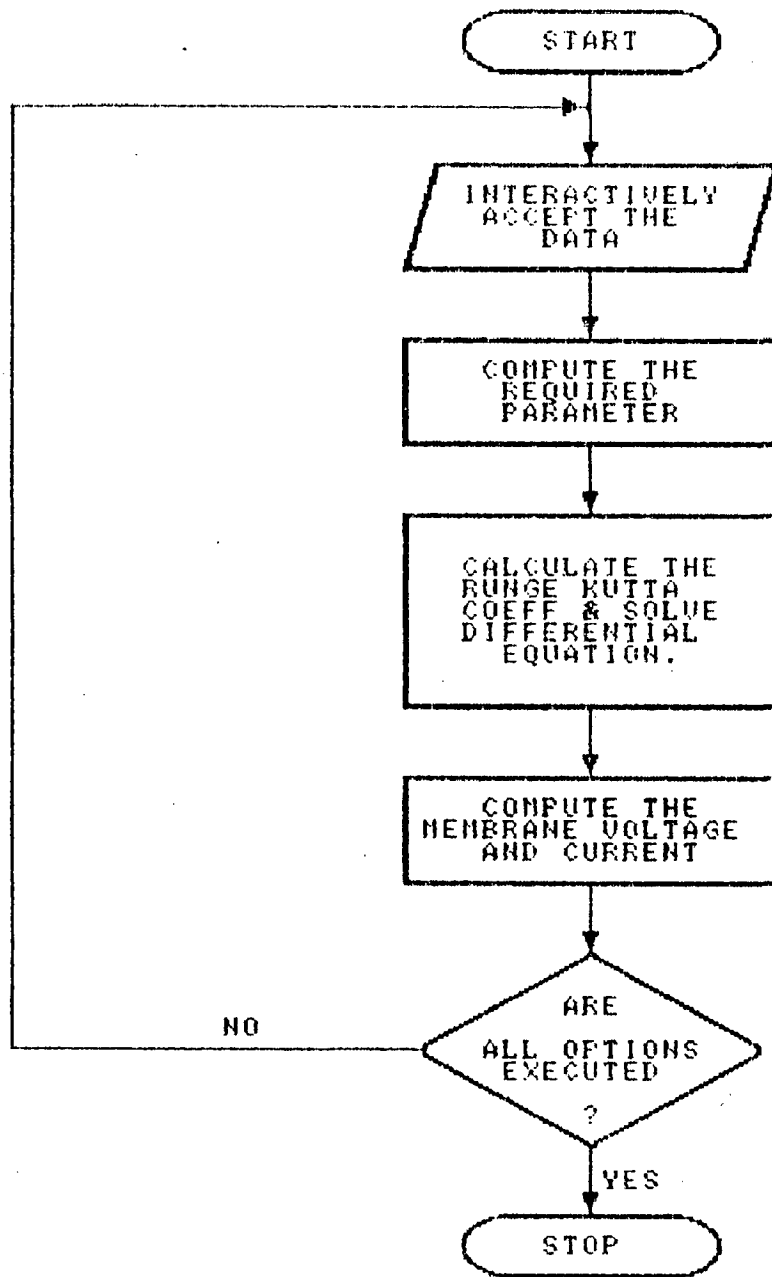 START
INTERACTIVELY
ACCEPT THE
DATA
COMPUTE THE
REQUIRED
PARAMETER
CALCULATE THE
RUNGE KUTTA
COEFF & SOLVE
DIFFERENTIAL
EQUATION.
COMPUTE THE
MEMBRANE VOLTAGE
AND CURRENT
ARE
ALL OPTIONS
EXECUTED
?
NO
YES
STOP